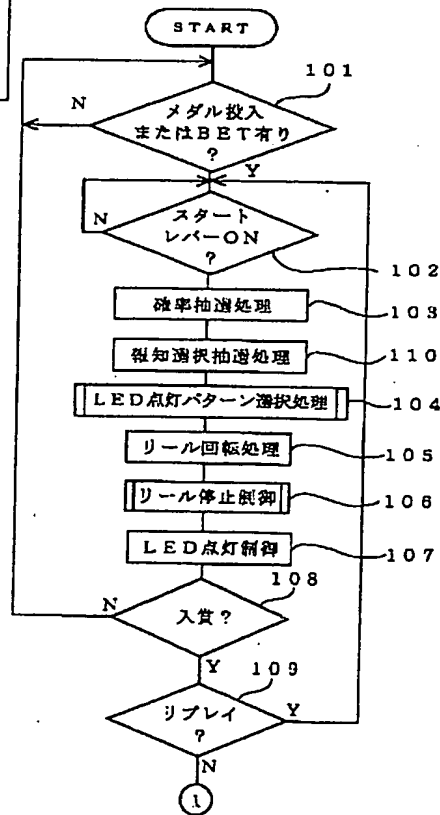 START
101
N
メダル投入
またはBET有り
?
Y
N
スタート
レバーON
?
102
確率抽選処理
103
報知選択抽選処理
110
LED点灯パターン選択処理
104
リール回転処理
105
リール停止制御
106
LED点灯制御
107
108
N
入賞?
Y
109
リプレイ
?
Y
N
1